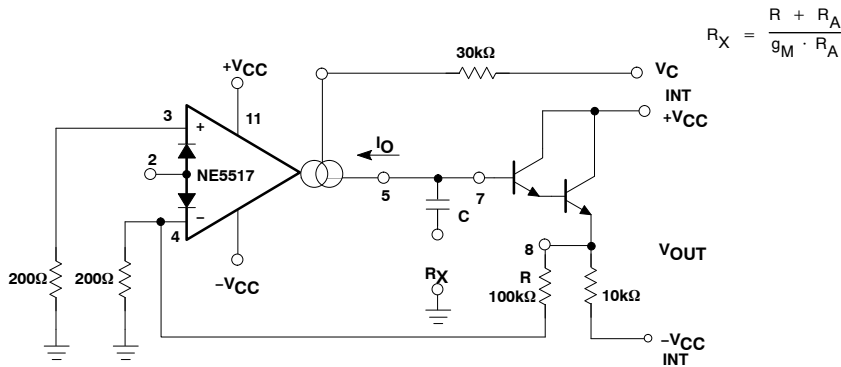 R + R_A
R_X = 
g_M · R_A
30kΩ
V_C
+V_CC
INT
+V_CC
3
+
11
I_O
2
NE5517
5
C
7
−
4
8
V_OUT
−V_CC
R_X
200Ω
200Ω
R
100kΩ
10kΩ
−V_CC
INT